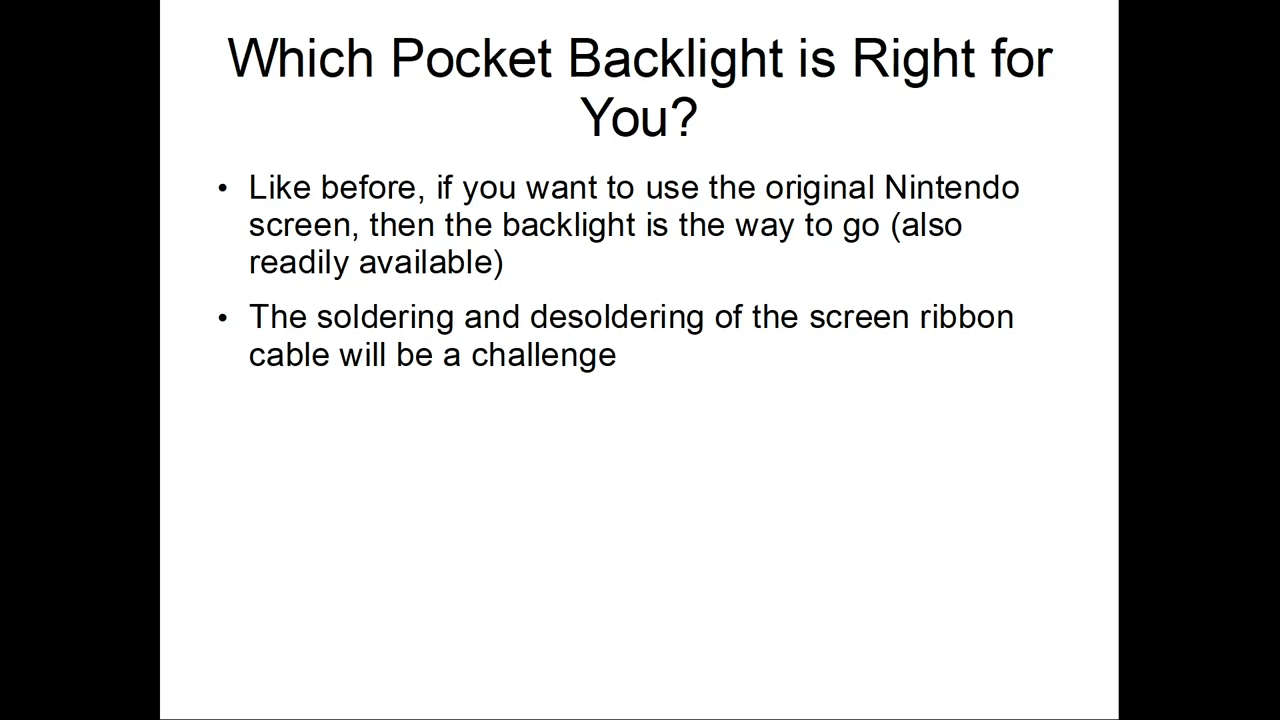 Which Pocket Backlight is Right for
You?
• Like before, if you want to use the original Nintendo
screen, then the backlight is the way to go (also
readily available)
• The soldering and desoldering of the screen ribbon
cable will be a challenge